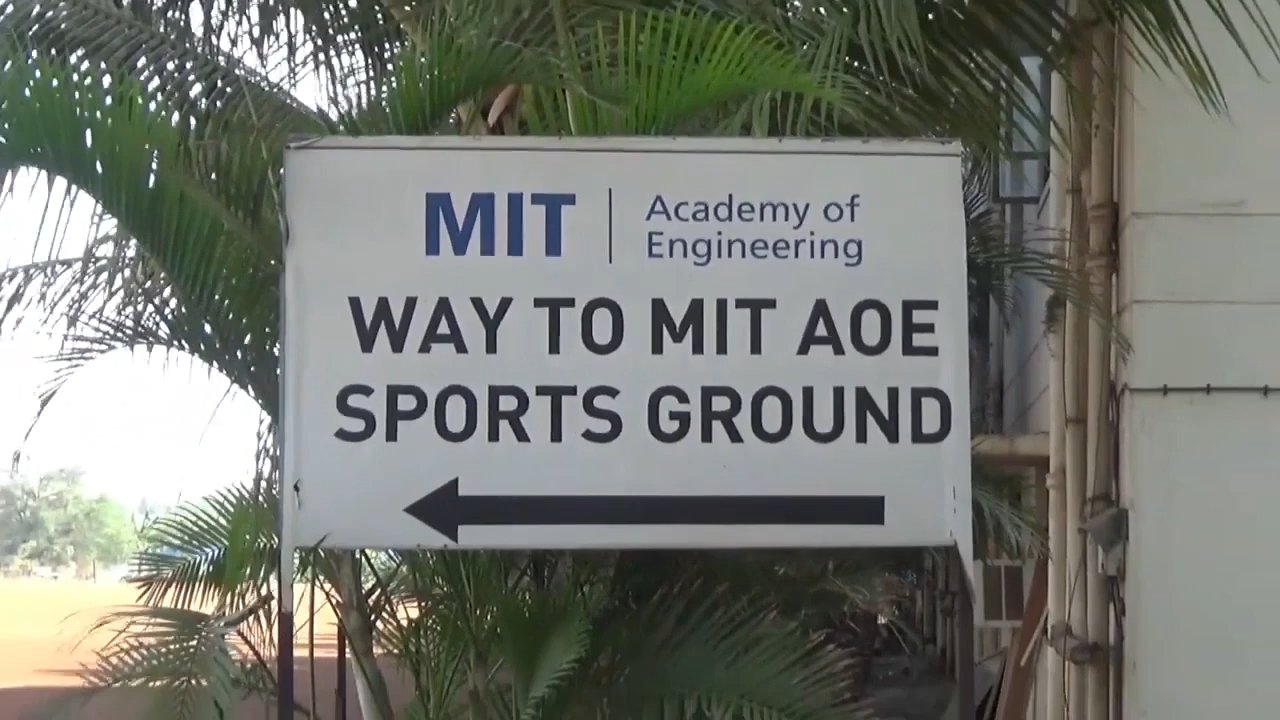 MIT | Academy of
Engineering
WAY TO MIT AOE
SPORTS GROUND